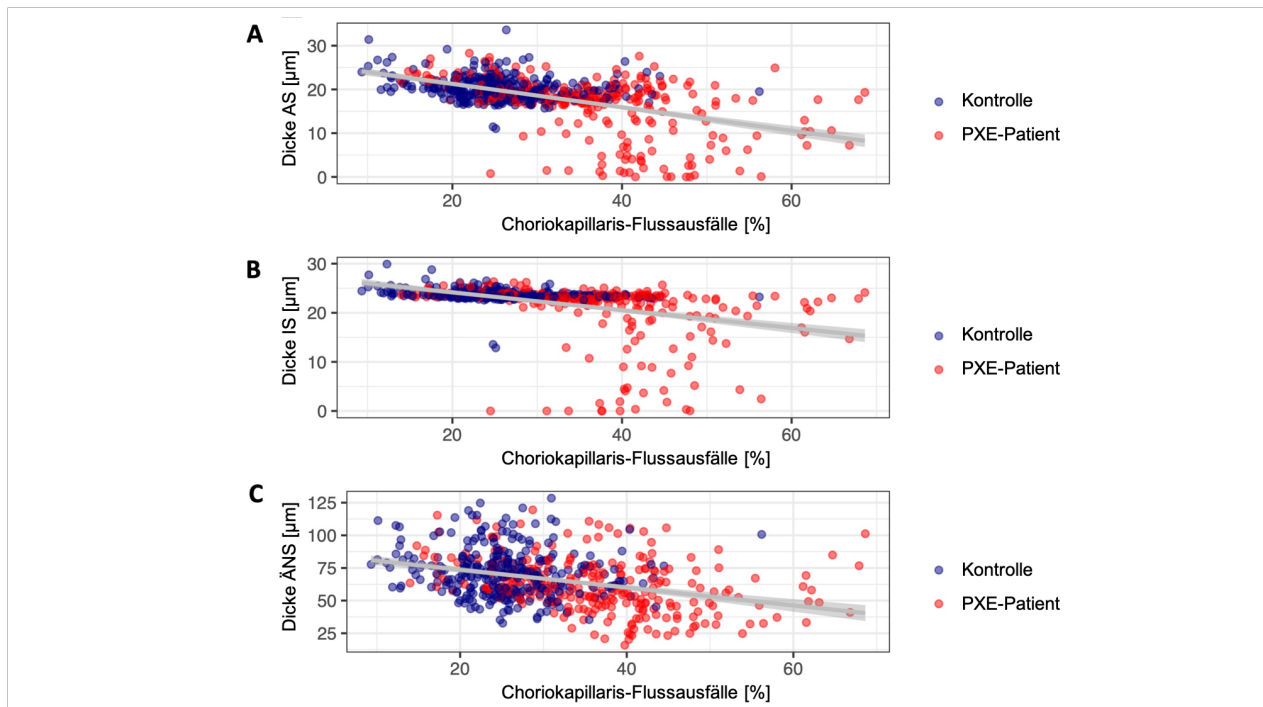 A
Dicke AS [µm]
30
20
10
0
20
40
60
Choriokapillaris-Flussausfälle [%]
Kontrolle
PXE-Patient
B
Dicke IS [µm]
30
20
10
0
20
40
60
Choriokapillaris-Flussausfälle [%]
Kontrolle
PXE-Patient
C
Dicke ÄNS [µm]
125
100
75
50
25
20
40
60
Choriokapillaris-Flussausfälle [%]
Kontrolle
PXE-Patient